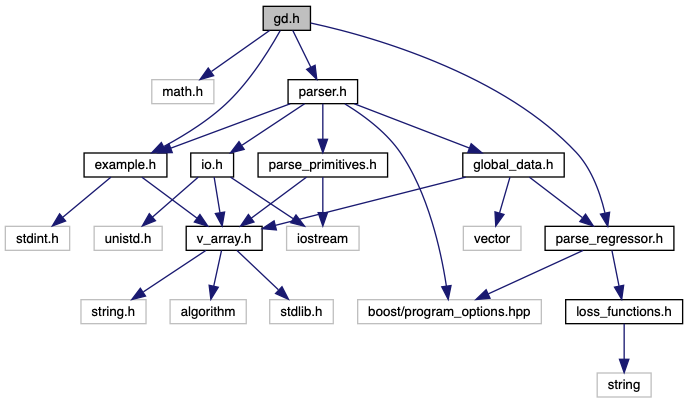 gd.h
math.h
parser.h
example.h
io.h
parse_primitives.h
global_data.h
stdint.h
unistd.h
v_array.h
iostream
vector
parse_regressor.h
string.h
algorithm
stdlib.h
boost/program_options.hpp
loss_functions.h
string